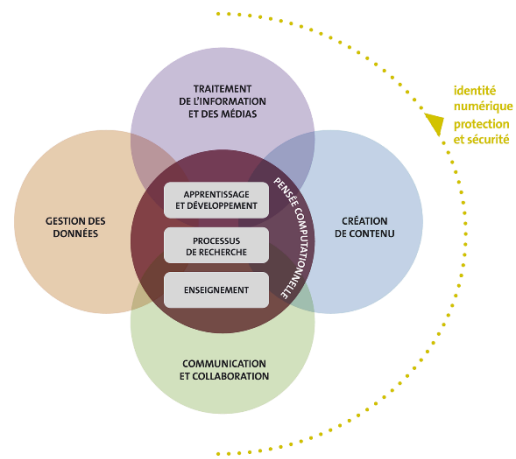 TRAITEMENT
DE L'INFORMATION
ET DES MÉDIAS
identité
numérique
protection
et sécurité
GESTION DES
DONNÉES
APPRENTISSAGE
ET DÉVELOPPEMENT
PROCESSUS
DE RECHERCHE
ENSEIGNEMENT
PENSÉE COMPUTATIONNELLE
CRÉATION
DE CONTENU
COMMUNICATION
ET COLLABORATION